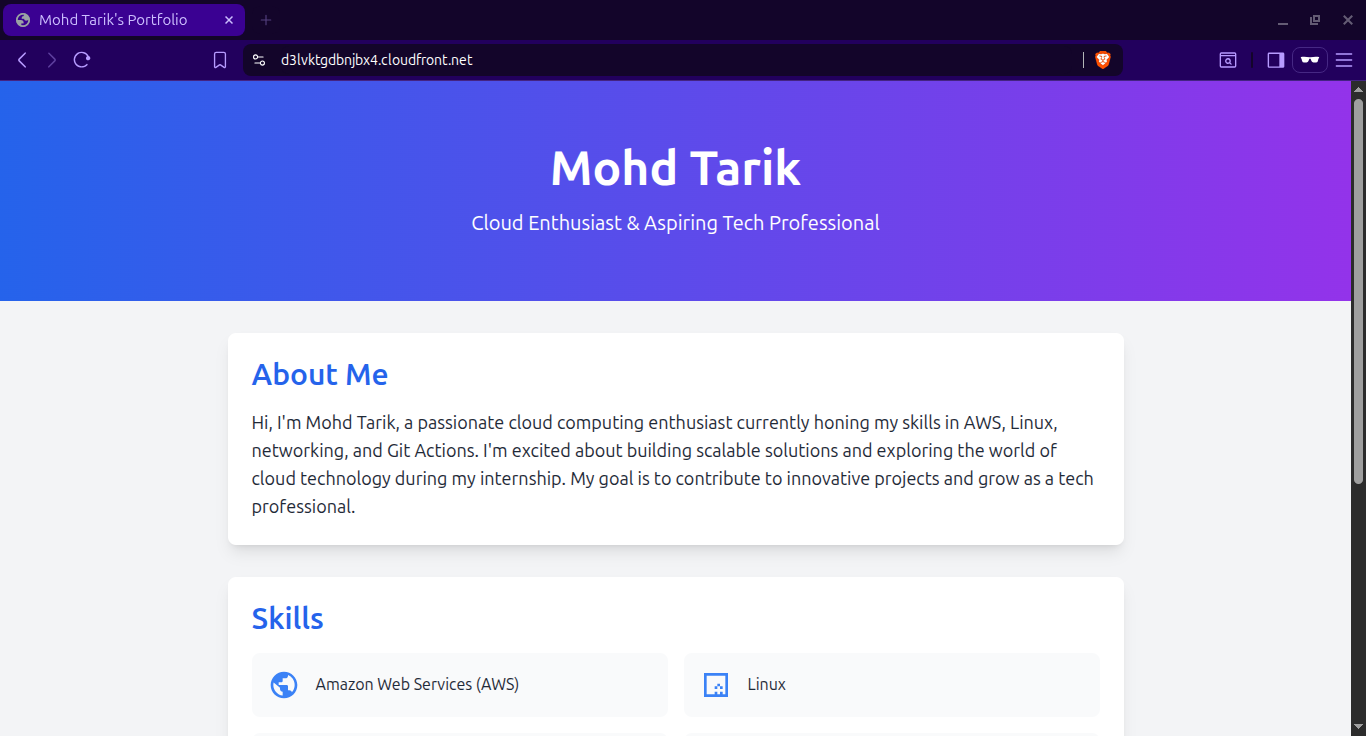 Mohd Tarik's Portfolio
d3lvktgdbnjbx4.cloudfront.net
Mohd Tarik
Cloud Enthusiast & Aspiring Tech Professional
About Me
Hi, I'm Mohd Tarik, a passionate cloud computing enthusiast currently honing my skills in AWS, Linux,
networking, and Git Actions. I'm excited about building scalable solutions and exploring the world of
cloud technology during my internship. My goal is to contribute to innovative projects and grow as a tech
professional.
Skills
Amazon Web Services (AWS)
Linux